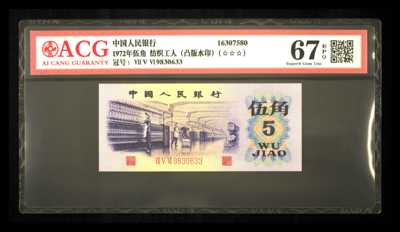 ACG
AI CANG GUARANTY
中国人民银行 16307580
1972年伍角 纺织工人（凸版水印）(☆☆☆)
冠号：Ⅶ Ⅴ Ⅵ 9830633
67 EPQ
Superb Gem Unc
中國人民銀行
伍角
5
WU
JIAO
Ⅶ Ⅴ Ⅵ 9830633